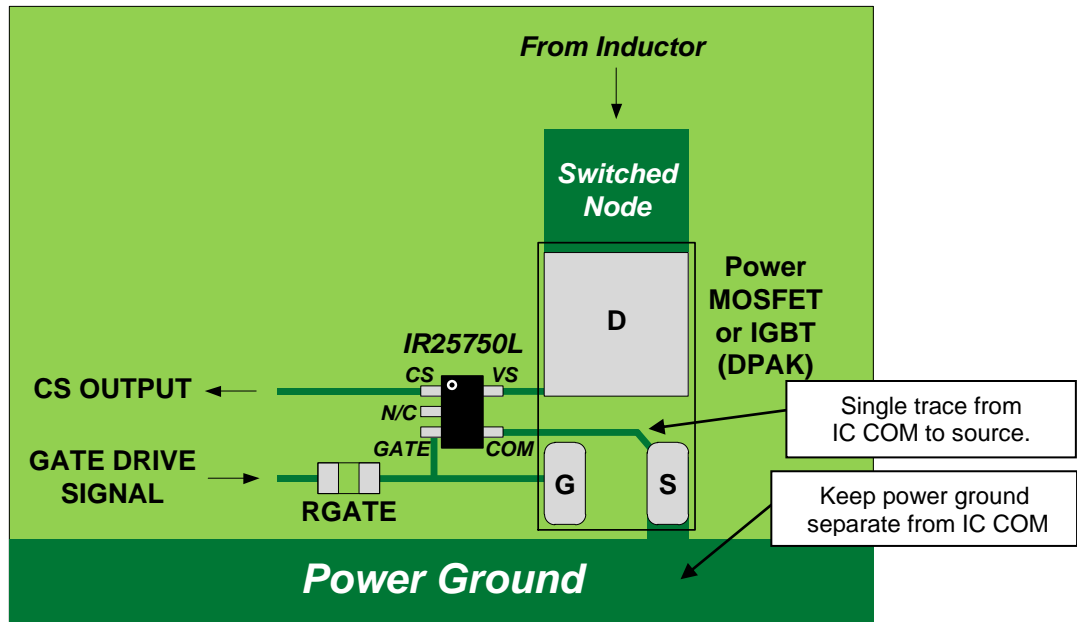 From Inductor
Switched
Node
Power
MOSFET
or IGBT
(DPAK)
D
IR25750L
CS
VS
CS OUTPUT
N/C
GATE
COM
Single trace from
IC COM to source.
GATE DRIVE
SIGNAL
RGATE
G
S
Keep power ground
separate from IC COM
Power Ground